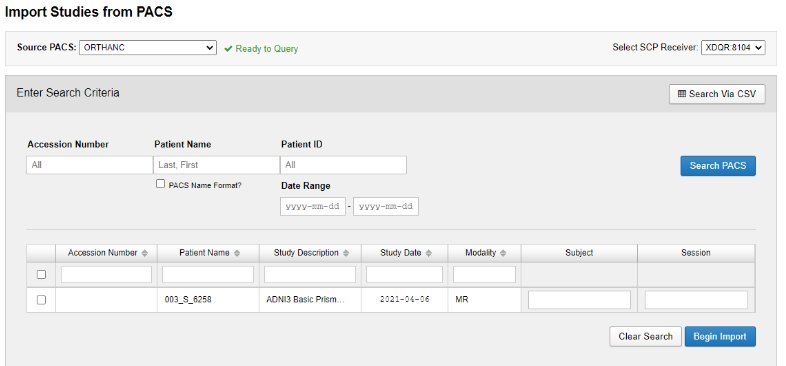 Import Studies from PACS
Source PACS: ORTHANC ✔ Ready to Query Select SCP Receiver: XDQR:8104
Enter Search Criteria Search Via CSV
Accession Number Patient Name Patient ID
All Last, First All Search PACS
PACS Name Format? Date Range
yyyy-mm-dd - yyyy-mm-dd
Accession Number Patient Name Study Description Study Date Modality Subject Session
003_S_6258 ADNI3 Basic Prism... 2021-04-06 MR
Clear Search Begin Import